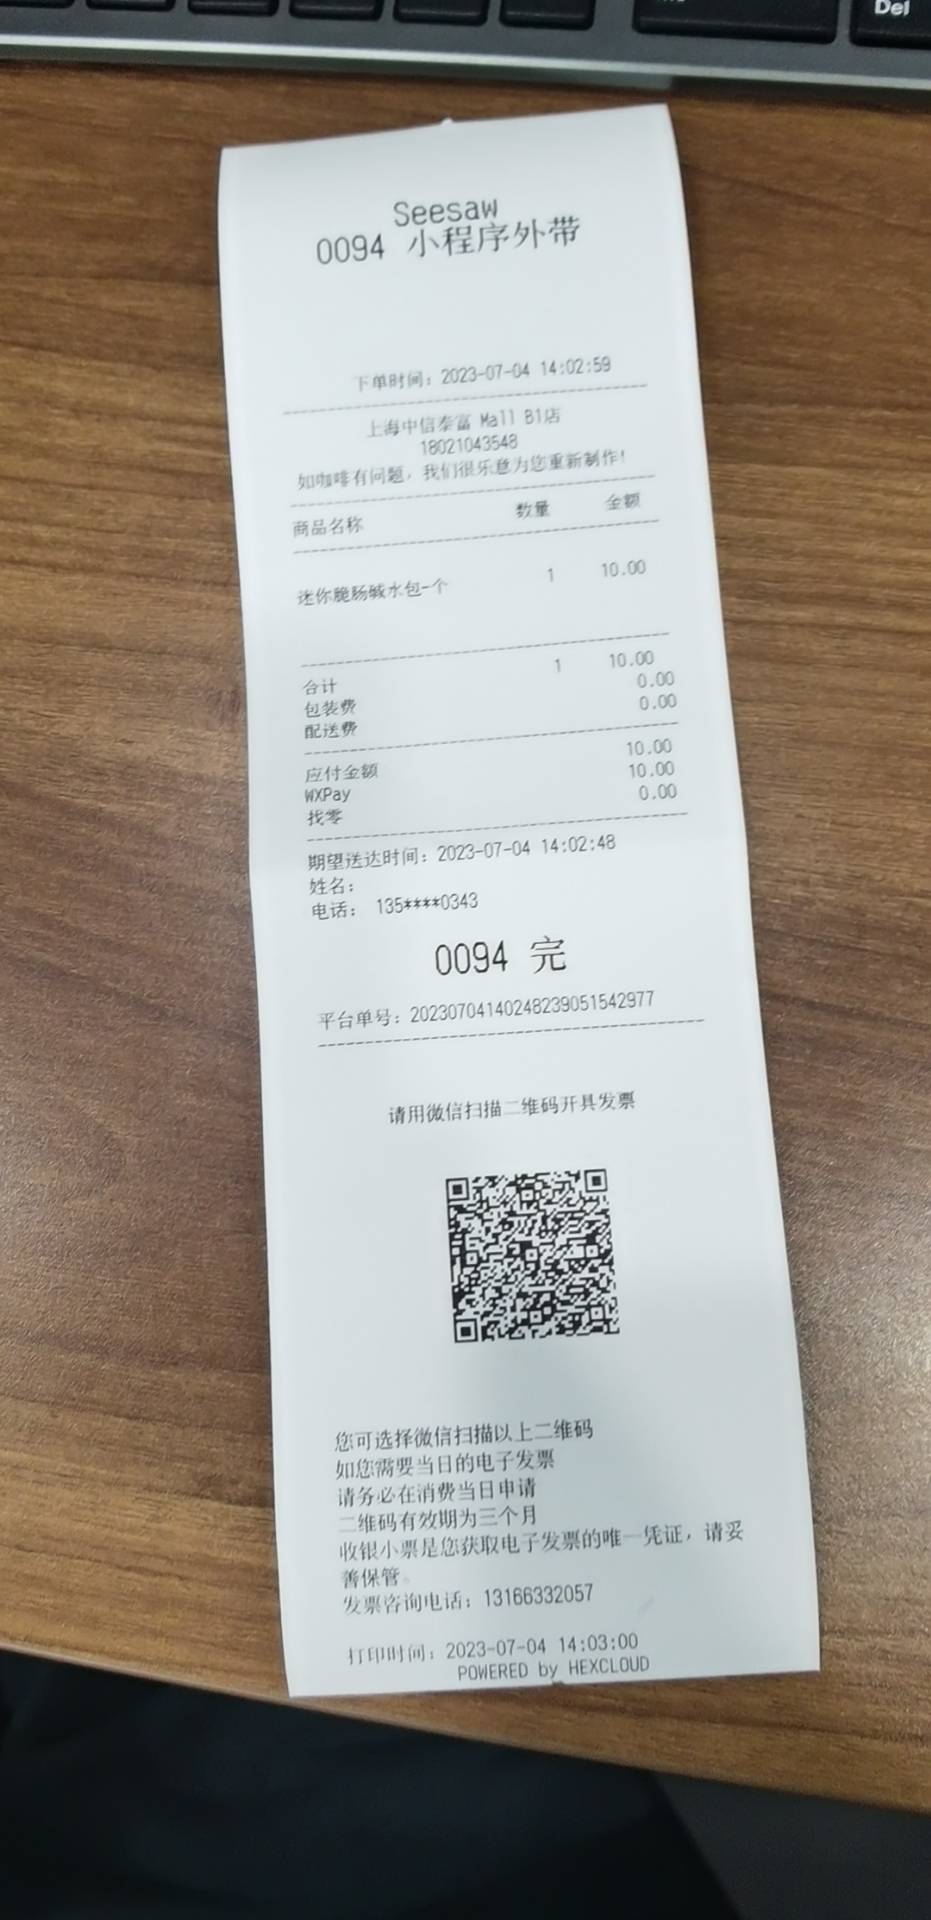 Del
Seesaw
0094 小程序外带
下单时间：2023-07-04 14:02:59
上海中信泰富 Mall B1店
18021043548
如咖啡有问题，我们很乐意为您重新制作！
商品名称 数量 金额
迷你脆肠碱水包-个 1 10.00
合计 1 10.00
包装费 0.00
配送费 0.00
应付金额 10.00
WXPay 10.00
找零 0.00
期望送达时间：2023-07-04 14:02:48
姓名：
电话： 135****0343
0094 完
平台单号：20230704140248239051542977
请用微信扫描二维码开具发票
您可选择微信扫描以上二维码
如您需要当日的电子发票
请务必在消费当日申请
二维码有效期为三个月
收银小票是您获取电子发票的唯一凭证，请妥
善保管。
发票咨询电话：13166332057
打印时间：2023-07-04 14:03:00
POWERED by HEXCLOUD